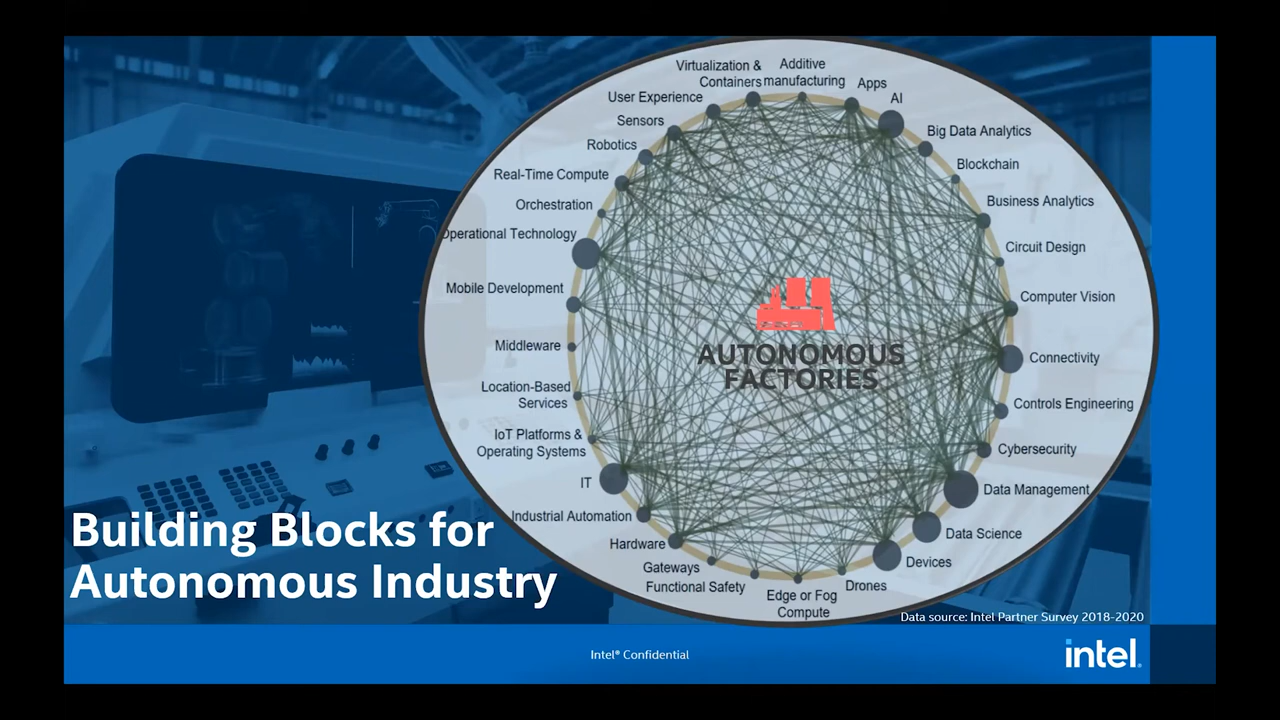 Virtualization &
Containers
Additive
manufacturing
Apps
AI
User Experience
Big Data Analytics
Sensors
Blockchain
Robotics
Real-Time Compute
Business Analytics
Orchestration
Operational Technology
Circuit Design
Mobile Development
Computer Vision
Middleware
Connectivity
Location-Based
Services
Controls Engineering
IoT Platforms &
Operating Systems
Cybersecurity
IT
Data Management
Industrial Automation
Data Science
Hardware
Devices
Gateways
Functional Safety
Drones
Edge or Fog
Compute
AUTONOMOUS
FACTORIES
Building Blocks for
Autonomous Industry
Data source: Intel Partner Survey 2018-2020
Intel® Confidential
intel.